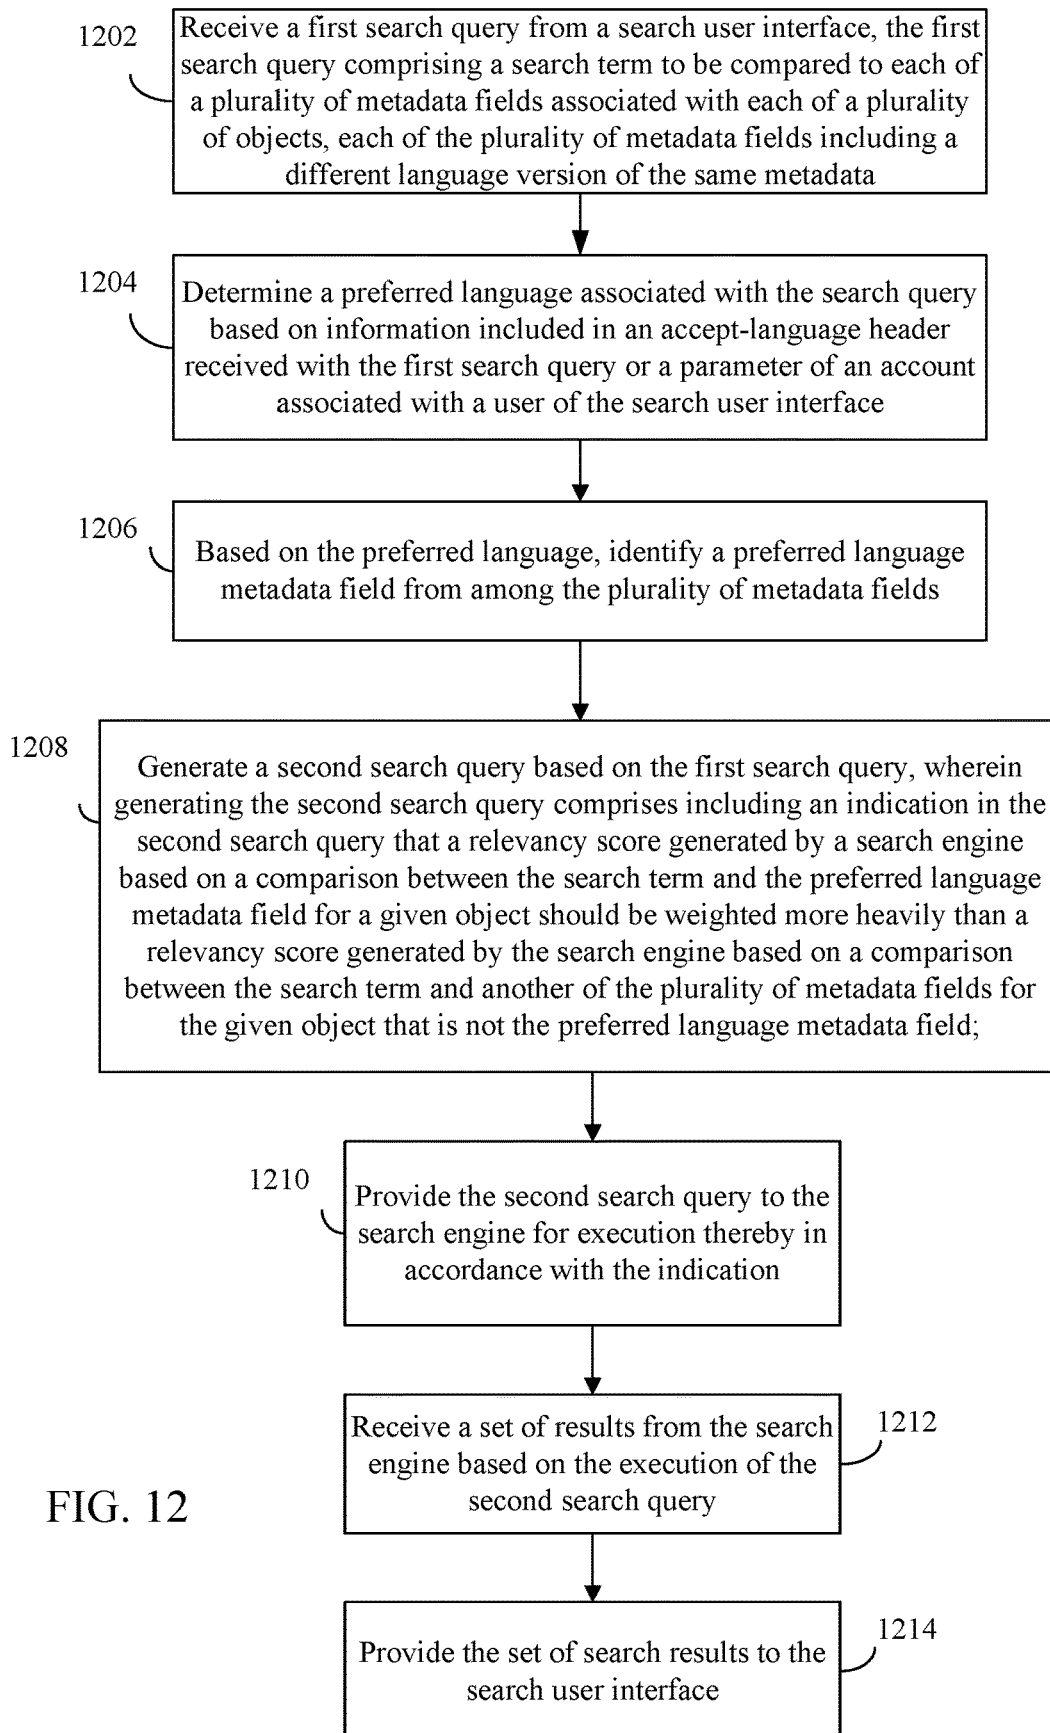 1202
Receive a first search query from a search user interface, the first
search query comprising a search term to be compared to each of
a plurality of metadata fields associated with each of a plurality
of objects, each of the plurality of metadata fields including a
different language version of the same metadata
1204
Determine a preferred language associated with the search query
based on information included in an accept-language header
received with the first search query or a parameter of an account
associated with a user of the search user interface
1206
Based on the preferred language, identify a preferred language
metadata field from among the plurality of metadata fields
1208
Generate a second search query based on the first search query, wherein
generating the second search query comprises including an indication in the
second search query that a relevancy score generated by a search engine
based on a comparison between the search term and the preferred language
metadata field for a given object should be weighted more heavily than a
relevancy score generated by the search engine based on a comparison
between the search term and another of the plurality of metadata fields for
the given object that is not the preferred language metadata field;
1210
Provide the second search query to the
search engine for execution thereby in
accordance with the indication
1212
Receive a set of results from the search
engine based on the execution of the
second search query
FIG. 12
1214
Provide the set of search results to the
search user interface